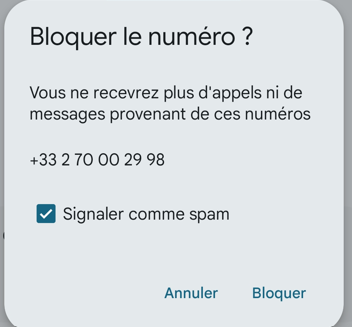 Bloquer le numéro ?
Vous ne recevrez plus d'appels ni de
messages provenant de ces numéros
+33 2 70 00 29 98
Signaler comme spam
Annuler Bloquer